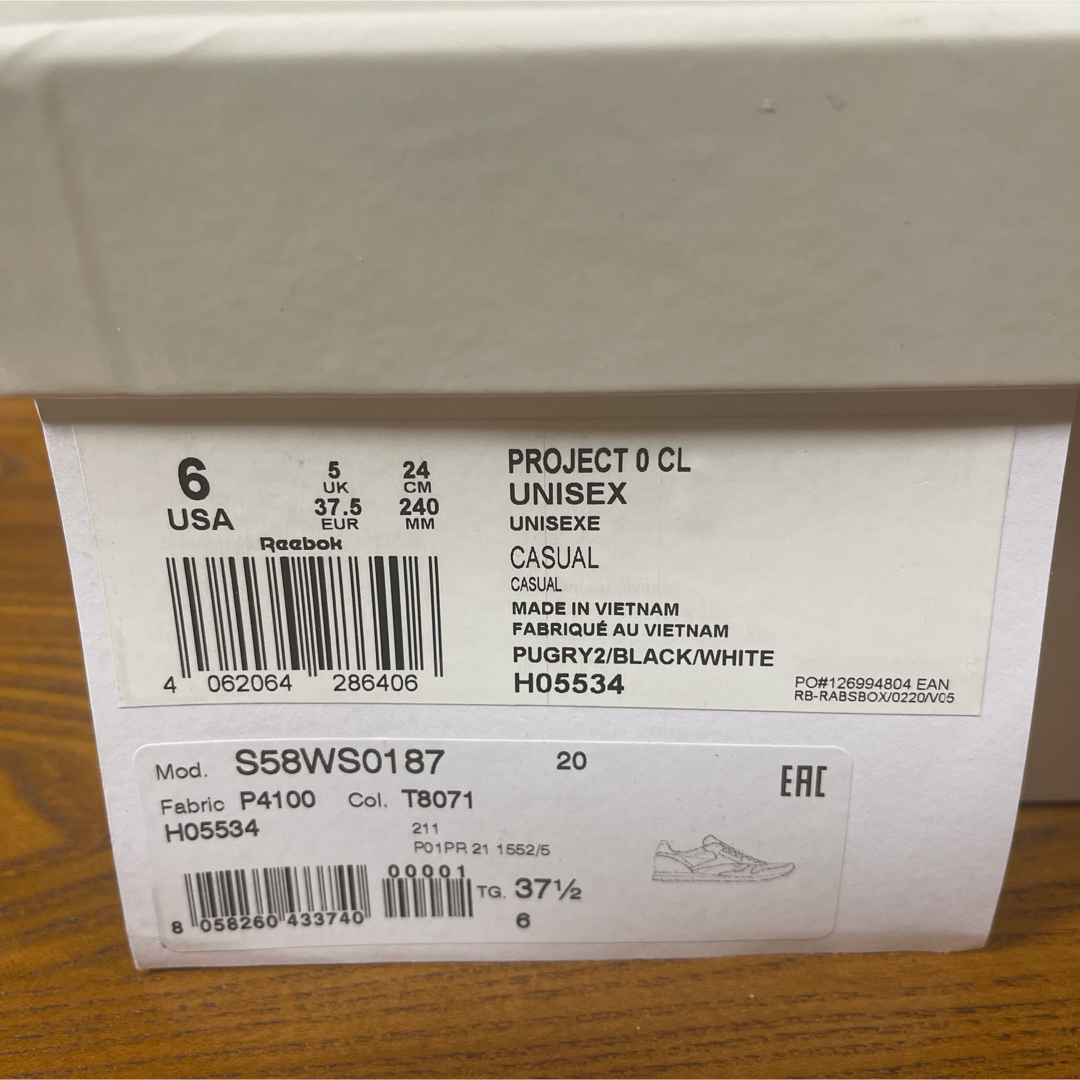 6
USA
5
UK
37.5
EUR
24
CM
240
MM
Reebok
4 062064 286406
PROJECT 0 CL
UNISEX
UNISEXE
CASUAL
CASUAL
MADE IN VIETNAM
FABRIQUÉ AU VIETNAM
PUGRY2/BLACK/WHITE
H05534
PO#126994804 EAN
RB-RABSBOX/0220/V05
Mod. S58WS0187 20
EAC
Fabric P4100 Col. T8071
H05534
211
P01PR 21 1552/5
00001
8 058260 433740
TG. 37½
6